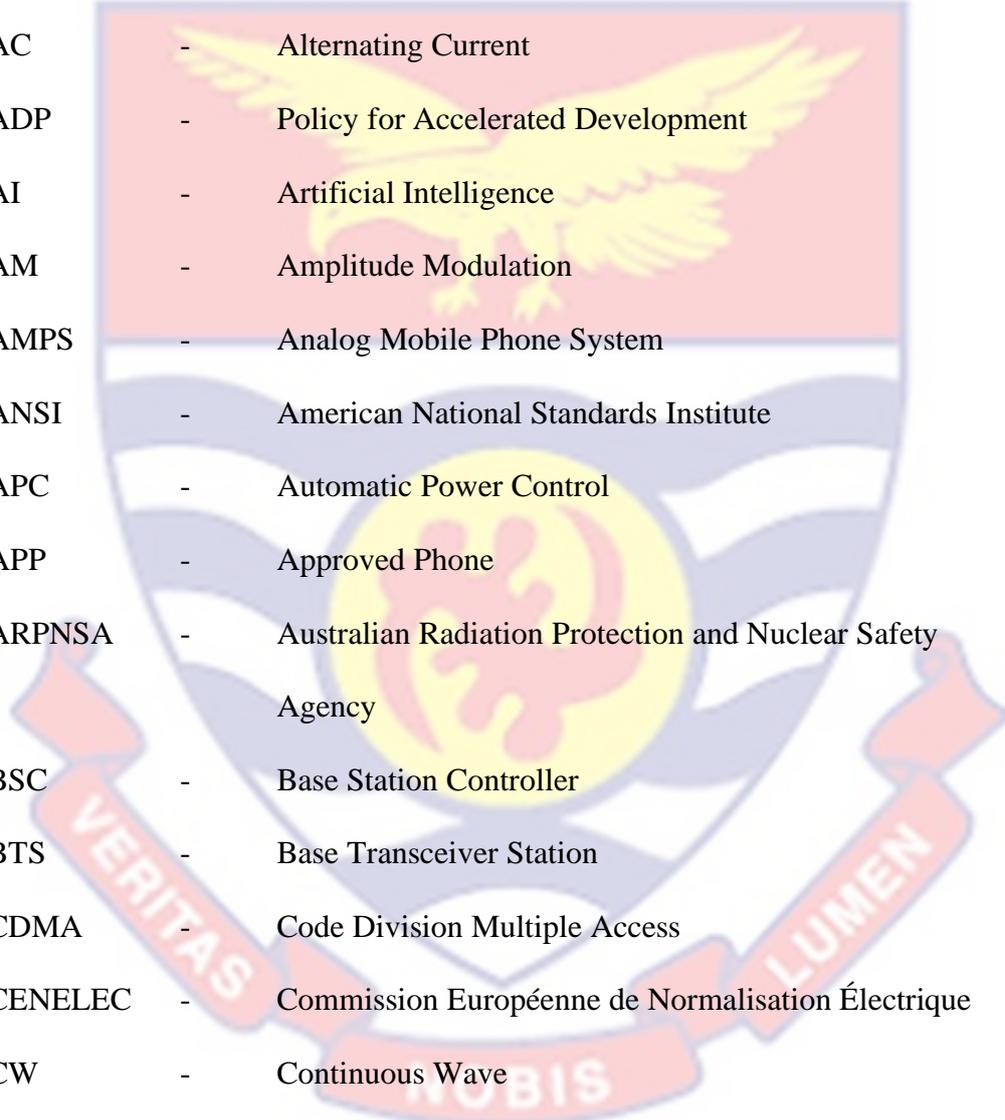 AC - Alternating Current
ADP - Policy for Accelerated Development
AI - Artificial Intelligence
AM - Amplitude Modulation
AMPS - Analog Mobile Phone System
ANSI - American National Standards Institute
APC - Automatic Power Control
APP - Approved Phone
ARPNSA - Australian Radiation Protection and Nuclear Safety
Agency
BSC - Base Station Controller
BTS - Base Transceiver Station
CDMA - Code Division Multiple Access
CENELEC - Commission Européenne de Normalisation Électrique
CW - Continuous Wave
VERITAS
NOBIS
LUMEN